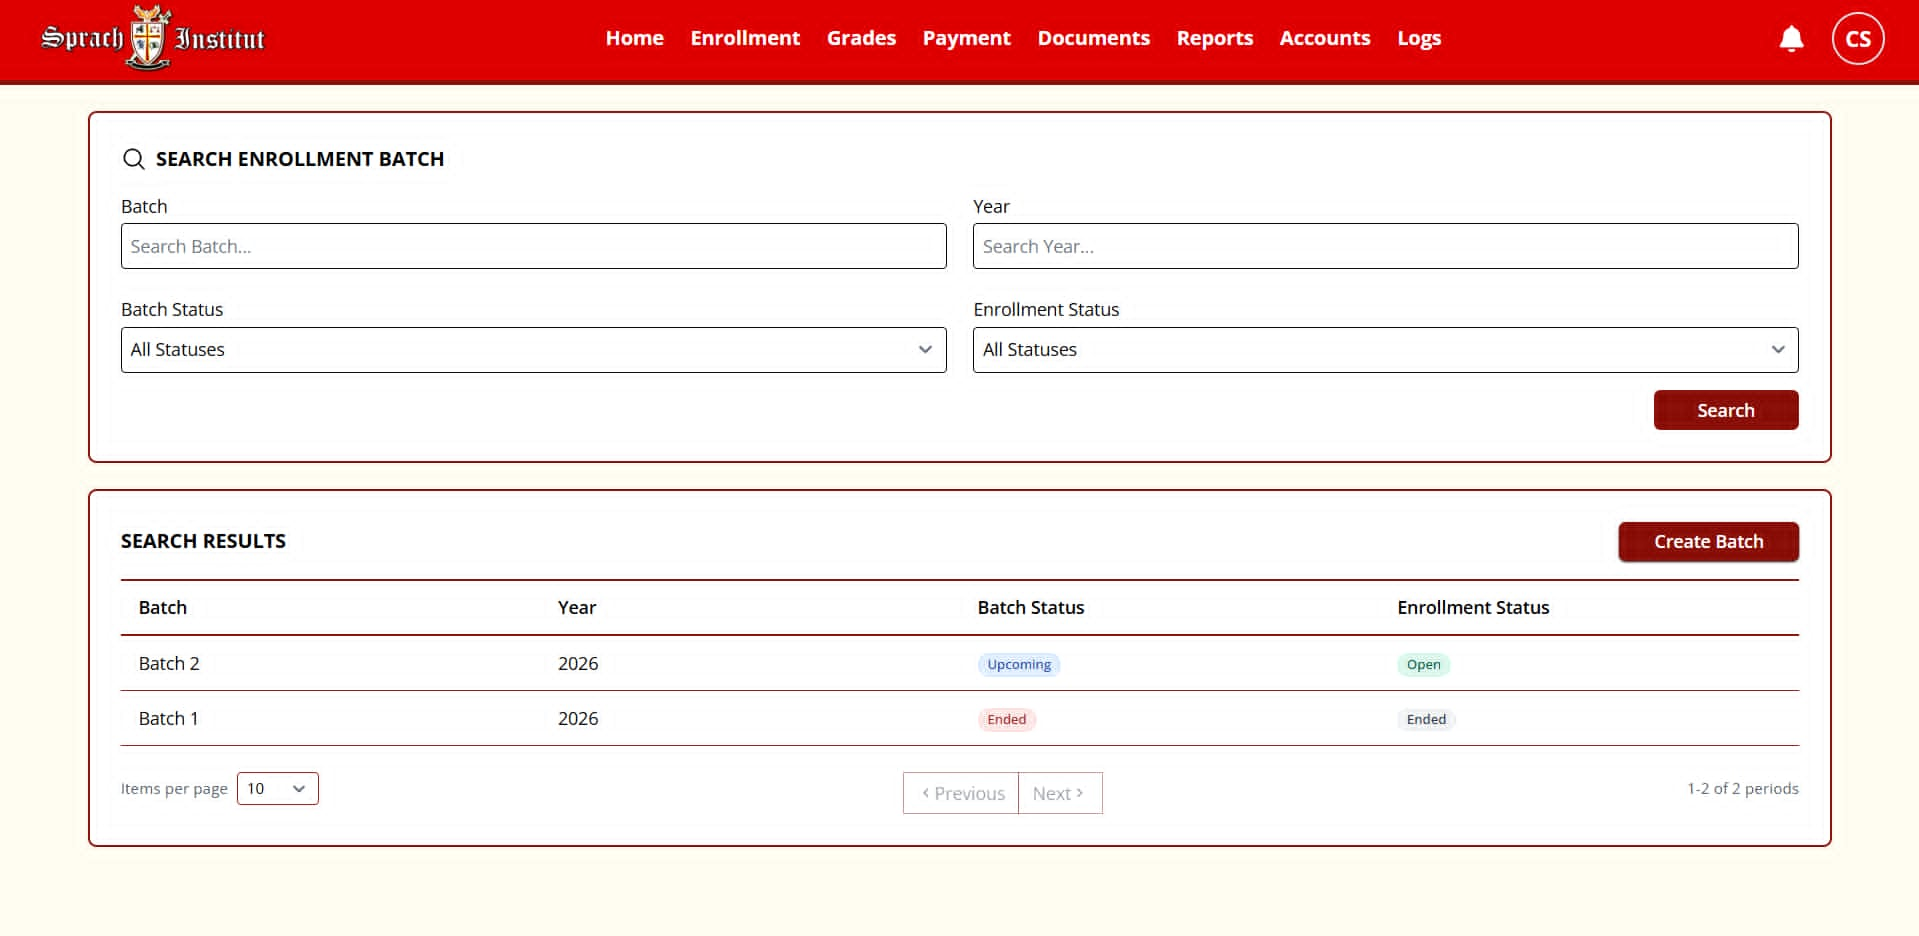 Sprach Institut
Home Enrollment Grades Payment Documents Reports Accounts Logs
CS
SEARCH ENROLLMENT BATCH
Batch Year
Search Batch... Search Year...
Batch Status Enrollment Status
All Statuses All Statuses
Search
SEARCH RESULTS Create Batch
Batch Year Batch Status Enrollment Status
Batch 2 2026 Upcoming Open
Batch 1 2026 Ended Ended
Items per page 10 ‹ Previous Next › 1-2 of 2 periods